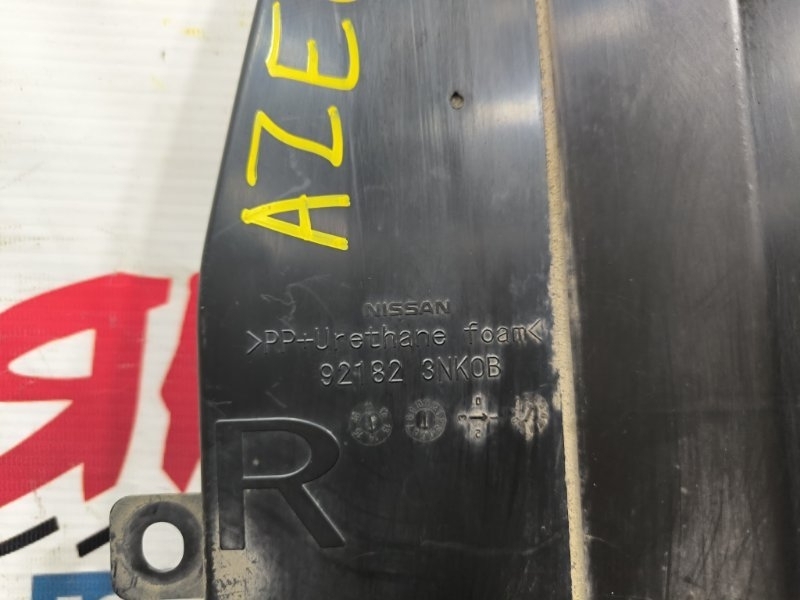 AZE
NISSAN
>PP+Urethane foam<
92182 3NK0B
R